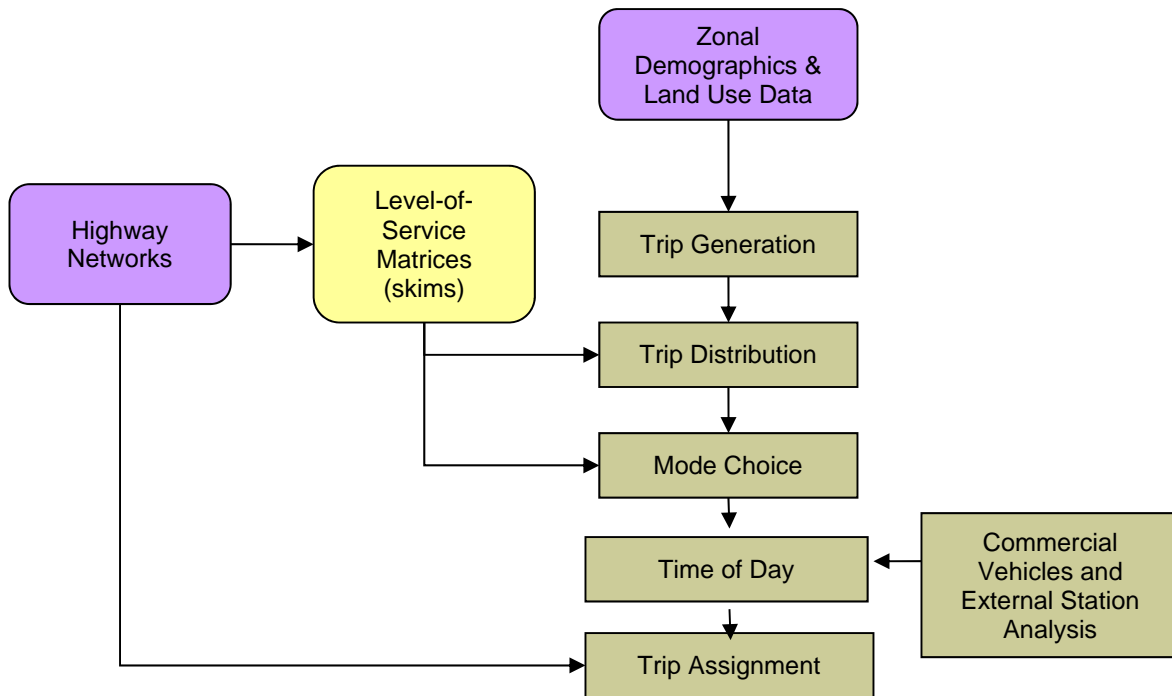 Zonal
Demographics &
Land Use Data
Highway
Networks
Level-of-
Service
Matrices
(skims)
Trip Generation
Trip Distribution
Mode Choice
Time of Day
Commercial
Vehicles and
External Station
Analysis
Trip Assignment